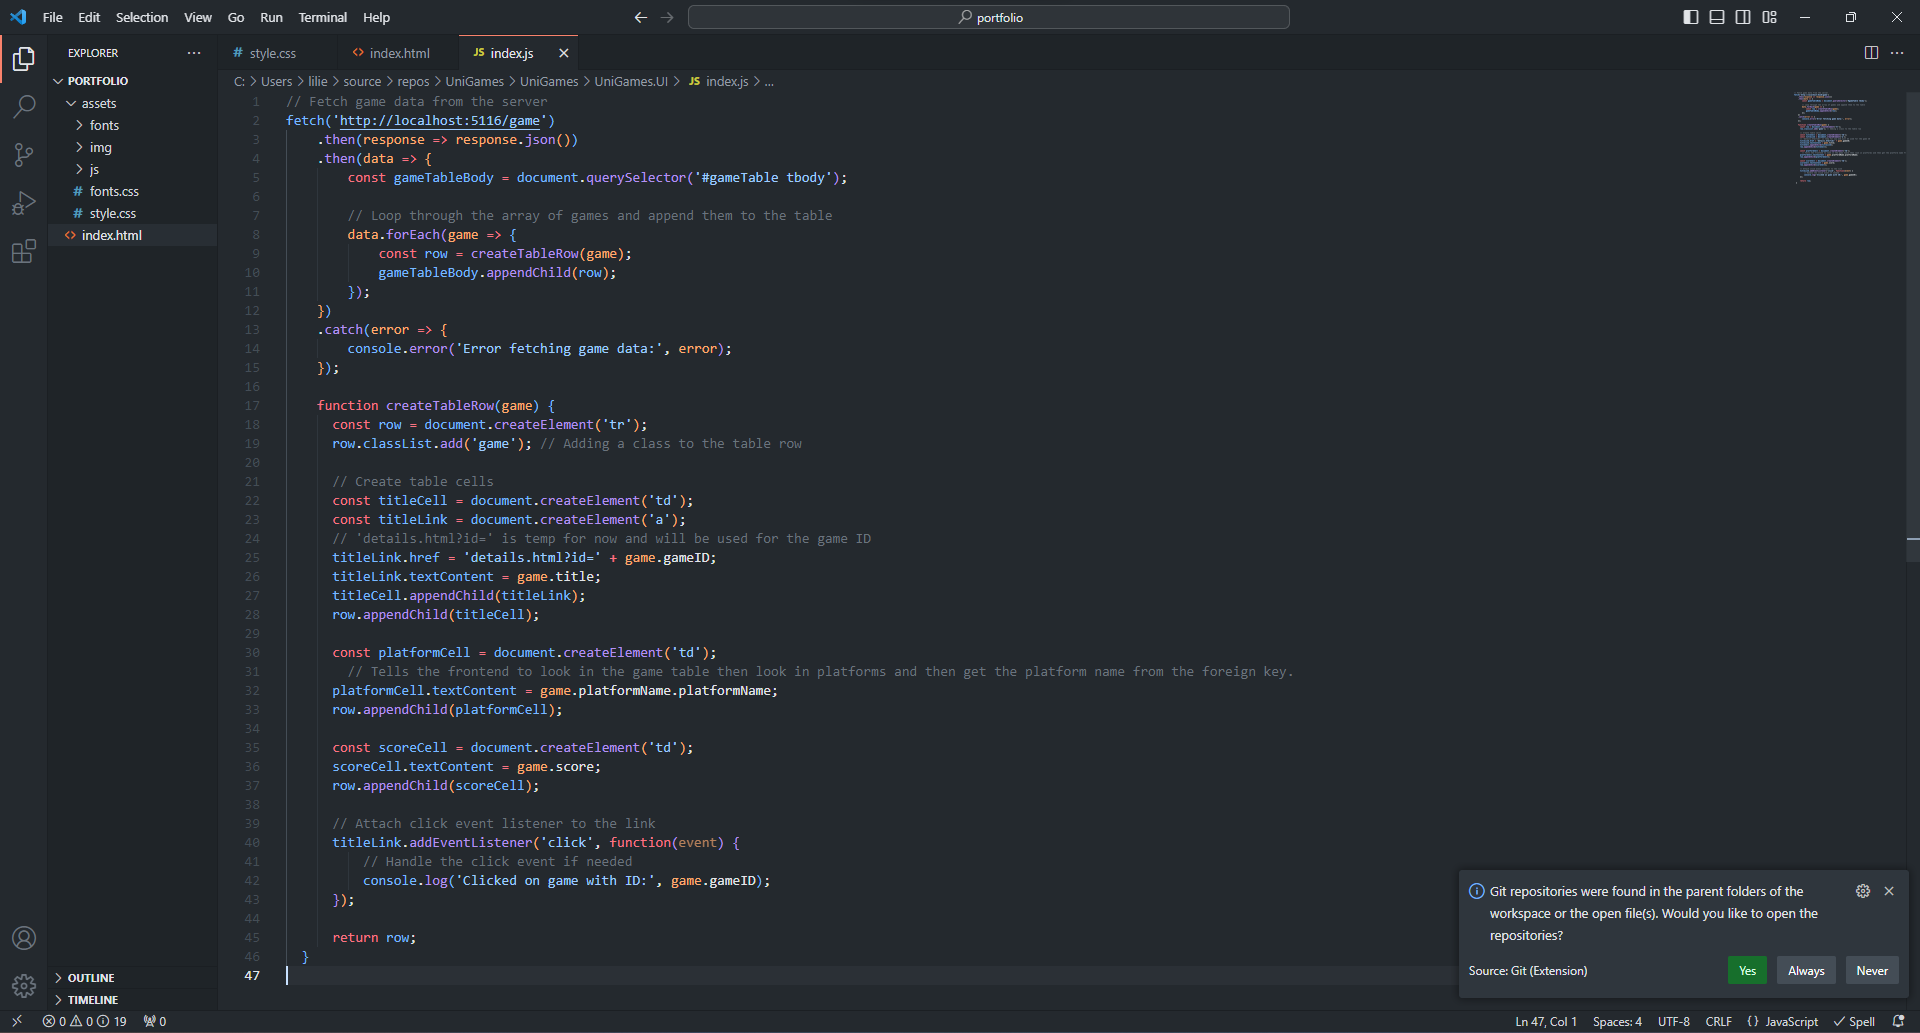 File Edit Selection View Go Run Terminal Help
portfolio
EXPLORER
PORTFOLIO
assets
fonts
img
js
# fonts.css
# style.css
<> index.html
OUTLINE
TIMELINE
# style.css
<> index.html
JS index.js
C: > Users > lilie > source > repos > UniGames > UniGames > UniGames.UI > JS index.js > ...
1 // Fetch game data from the server
2 fetch('http://localhost:5116/game')
3 .then(response => response.json())
4 .then(data => {
5 const gameTableBody = document.querySelector('#gameTable tbody');
6
7 // Loop through the array of games and append them to the table
8 data.forEach(game => {
9 const row = createTableRow(game);
10 gameTableBody.appendChild(row);
11 });
12 })
13 .catch(error => {
14 console.error('Error fetching game data:', error);
15 });
16
17 function createTableRow(game) {
18 const row = document.createElement('tr');
19 row.classList.add('game'); // Adding a class to the table row
20
21 // Create table cells
22 const titleCell = document.createElement('td');
23 const titleLink = document.createElement('a');
24 // 'details.html?id=' is temp for now and will be used for the game ID
25 titleLink.href = 'details.html?id=' + game.gameID;
26 titleLink.textContent = game.title;
27 titleCell.appendChild(titleLink);
28 row.appendChild(titleCell);
29
30 const platformCell = document.createElement('td');
31 // Tells the frontend to look in the game table then look in platforms and then get the platform name from the foreign key.
32 platformCell.textContent = game.platformName.platformName;
33 row.appendChild(platformCell);
34
35 const scoreCell = document.createElement('td');
36 scoreCell.textContent = game.score;
37 row.appendChild(scoreCell);
38
39 // Attach click event listener to the link
40 titleLink.addEventListener('click', function(event) {
41 // Handle the click event if needed
42 console.log('Clicked on game with ID:', game.gameID);
43 });
44
45 return row;
46 }
47
Git repositories were found in the parent folders of the
workspace or the open file(s). Would you like to open the
repositories?
Source: Git (Extension)
Yes
Always
Never
0 0 19 0
Ln 47, Col 1 Spaces: 4 UTF-8 CRLF {} JavaScript Spell